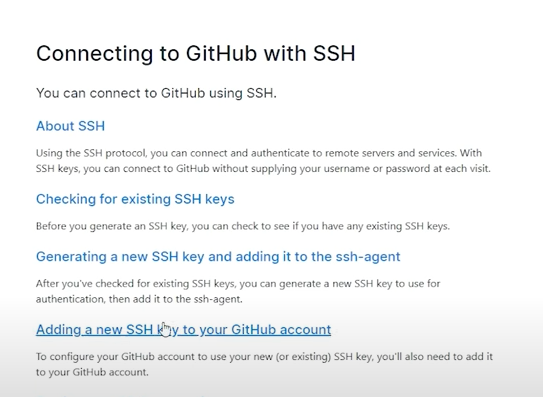 Connecting to GitHub with SSH
You can connect to GitHub using SSH.
About SSH
Using the SSH protocol, you can connect and authenticate to remote servers and services. With
SSH keys, you can connect to GitHub without supplying your username or password at each visit.
Checking for existing SSH keys
Before you generate an SSH key, you can check to see if you have any existing SSH keys.
Generating a new SSH key and adding it to the ssh-agent
After you've checked for existing SSH keys, you can generate a new SSH key to use for
authentication, then add it to the ssh-agent.
Adding a new SSH key to your GitHub account
To configure your GitHub account to use your new (or existing) SSH key, you'll also need to add it
to your GitHub account.